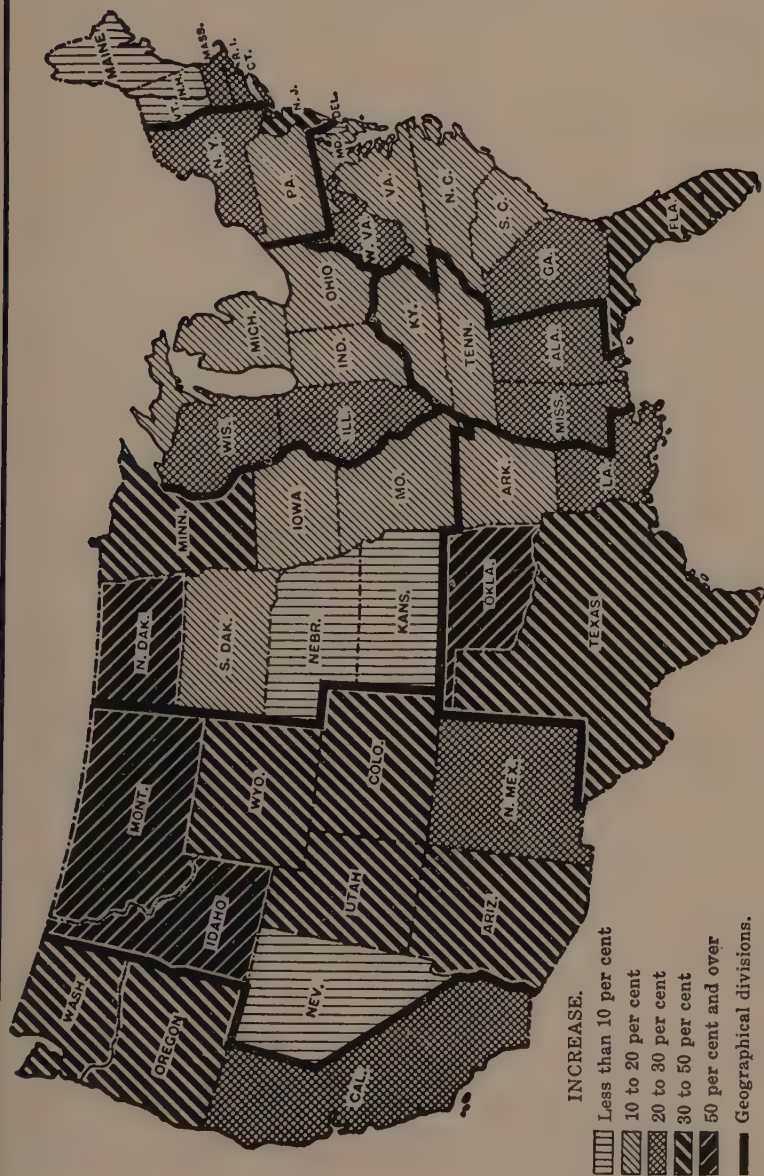 WASH.
OREGON
CAL.
NEV.
IDAHO
MONT.
WYO.
UTAH
COLO.
ARIZ.
N. MEX.
N. DAK.
S. DAK.
NEBR.
KANS.
OKLA.
TEXAS
MINN.
IOWA
MO.
ARK.
LA.
WIS.
ILL.
MICH.
IND.
OHIO
KY.
TENN.
MISS.
ALA.
GA.
FLA.
S. C.
N. C.
VA.
W. VA.
MD.
DEL.
PA.
N. J.
N. Y.
CT.
R. I.
MASS.
T. N.H.
MAINE
INCREASE.
Less than 10 per cent
10 to 20 per cent
20 to 30 per cent
30 to 50 per cent
50 per cent and over
Geographical divisions.